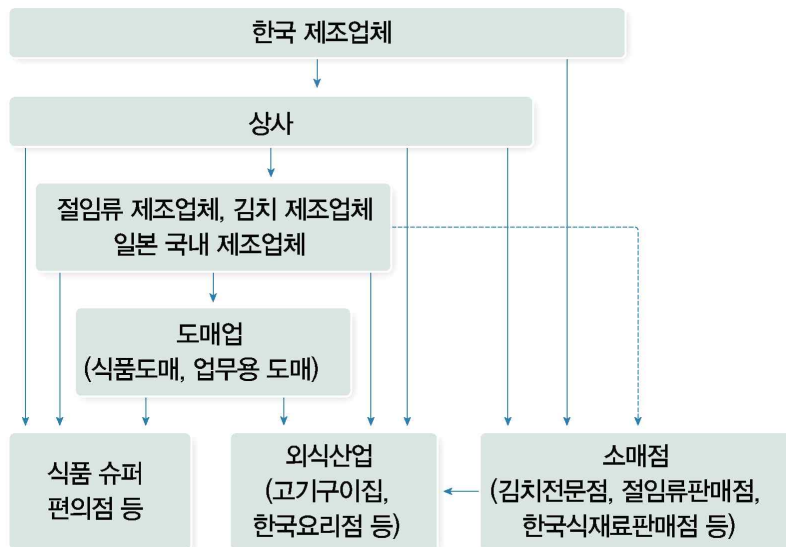 한국 제조업체
상사
절임류 제조업체, 김치 제조업체
일본 국내 제조업체
도매업
(식품도매, 업무용 도매)
식품 슈퍼
편의점 등
외식산업
(고기구이집,
한국요리점 등)
소매점
(김치전문점, 절임류판매점,
한국식재료판매점 등)